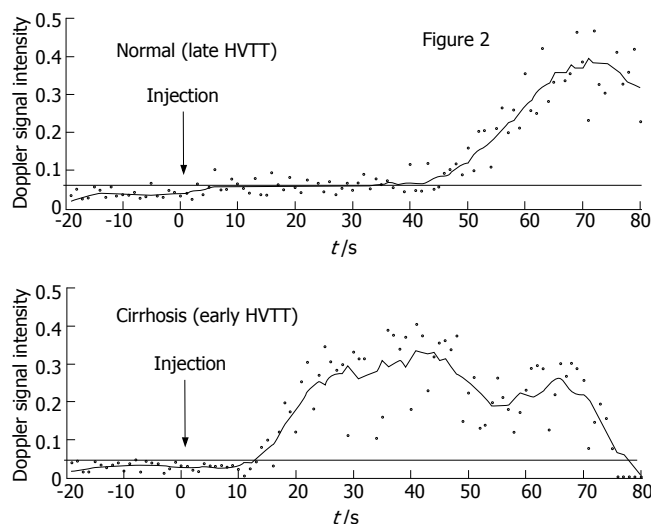 Figure 2
Normal (late HVTT)
Injection
Doppler signal intensity
0.5
0.4
0.3
0.2
0.1
0
-20 -10 0 10 20 30 40 50 60 70 80
t/s
Cirrhosis (early HVTT)
Injection
Doppler signal intensity
0.5
0.4
0.3
0.2
0.1
0
-20 -10 0 10 20 30 40 50 60 70 80
t/s